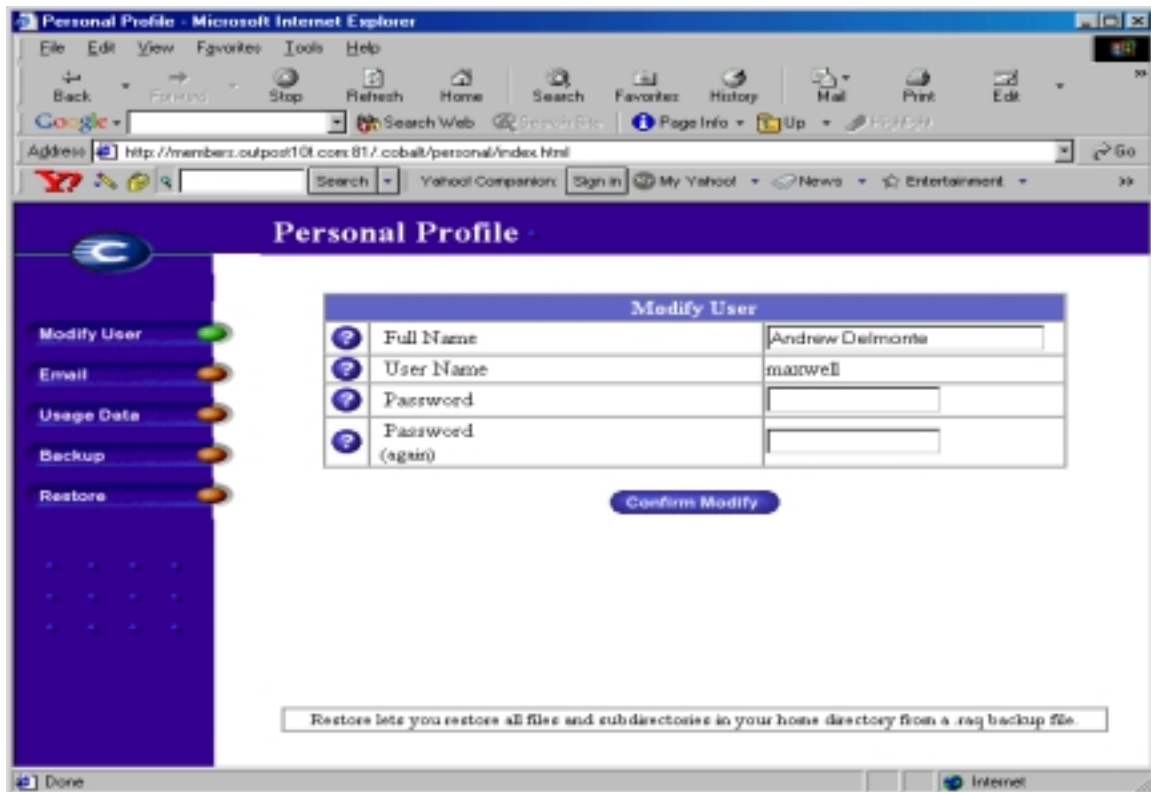 Personal Profile - Microsoft Internet Explorer
File Edit View Favorites Tools Help
Back Forward Stop Refresh Home Search Favorites History Mail Print Edit
Google Search Web Search Site Page Info Up Highlight
Address http://members.outpost10f.com:81/.cobalt/personal/index.html Go
Y! Search Yahoo! Companion: Sign in My Yahoo! News Entertainment
Personal Profile
C
Modify User
Email
Usage Data
Backup
Restore
Modify User
? Full Name Andrew Delmonte
? User Name maxwell
? Password
? Password
(again)
Confirm Modify
Restore lets you restore all files and subdirectories in your home directory from a .raq backup file.
Done Internet